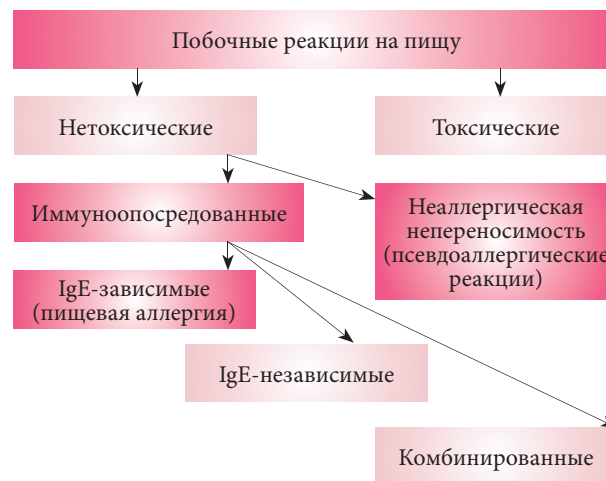 Побочные реакции на пищу
Нетоксические
Токсические
Иммуноопосредованные
Неаллергическая
непереносимость
(псевдоаллергические
реакции)
IgE-зависимые
(пищевая аллергия)
IgE-независимые
Комбинированные